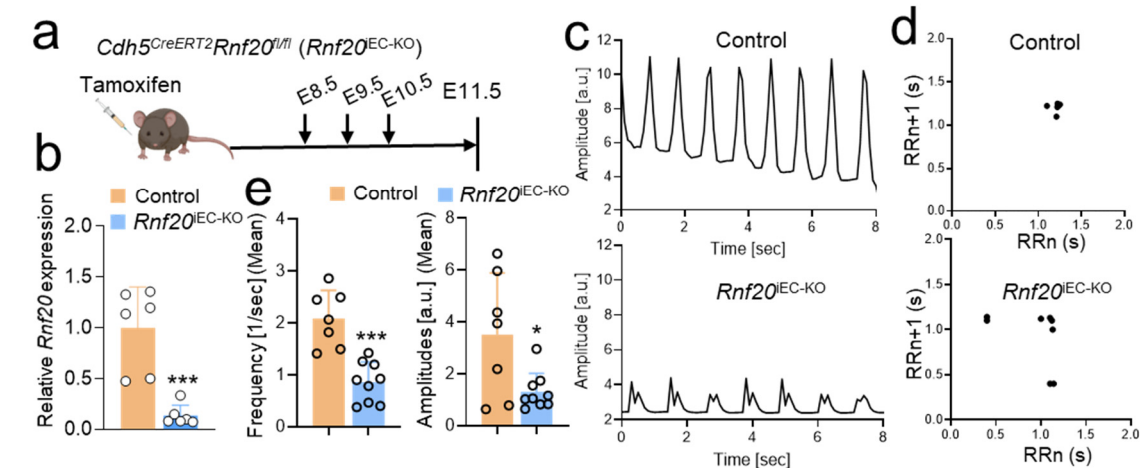 a
Cdh5CreERT2Rnf20fl/fl (Rnf20iEC-KO)
Tamoxifen
E8.5
E9.5
E10.5
E11.5
b
Control
Rnf20iEC-KO
Relative Rnf20 expression
2.0
1.5
1.0
0.5
0.0
***
e
Control
Rnf20iEC-KO
Frequency [1/sec] (Mean)
4
3
2
1
0
***
Amplitudes [a.u.] (Mean)
8
6
4
2
0
*
c
Control
Amplitude [a.u.]
12
10
8
6
4
2
0 2 4 6 8
Time [sec]
Rnf20iEC-KO
Amplitude [a.u.]
12
10
8
6
4
2
0 2 4 6 8
Time [sec]
d
Control
RRn+1 (s)
2.0
1.5
1.0
0.5
0.0
0.0 0.5 1.0 1.5 2.0
RRn (s)
Rnf20iEC-KO
RRn+1 (s)
2.0
1.5
1.0
0.5
0.0
0.0 0.5 1.0 1.5 2.0
RRn (s)